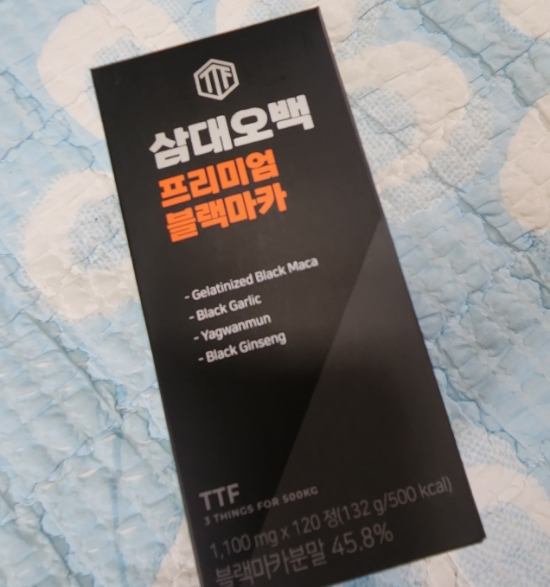 TTF
삼대오백
프리미엄
블랙마카
- Gelatinized Black Maca
- Black Garlic
- Yagwanmun
- Black Ginseng
TTF
3 THINGS FOR 500KG
1,100 mg x 120 정(132 g/500 kcal)
블랙마카분말 45.8%